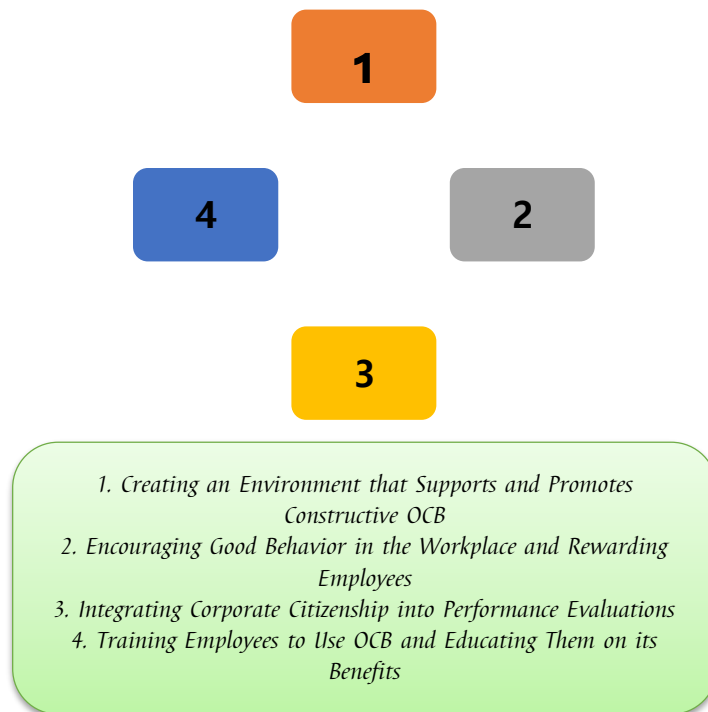 1
4
2
3
1. Creating an Environment that Supports and Promotes
Constructive OCB
2. Encouraging Good Behavior in the Workplace and Rewarding
Employees
3. Integrating Corporate Citizenship into Performance Evaluations
4. Training Employees to Use OCB and Educating Them on its
Benefits